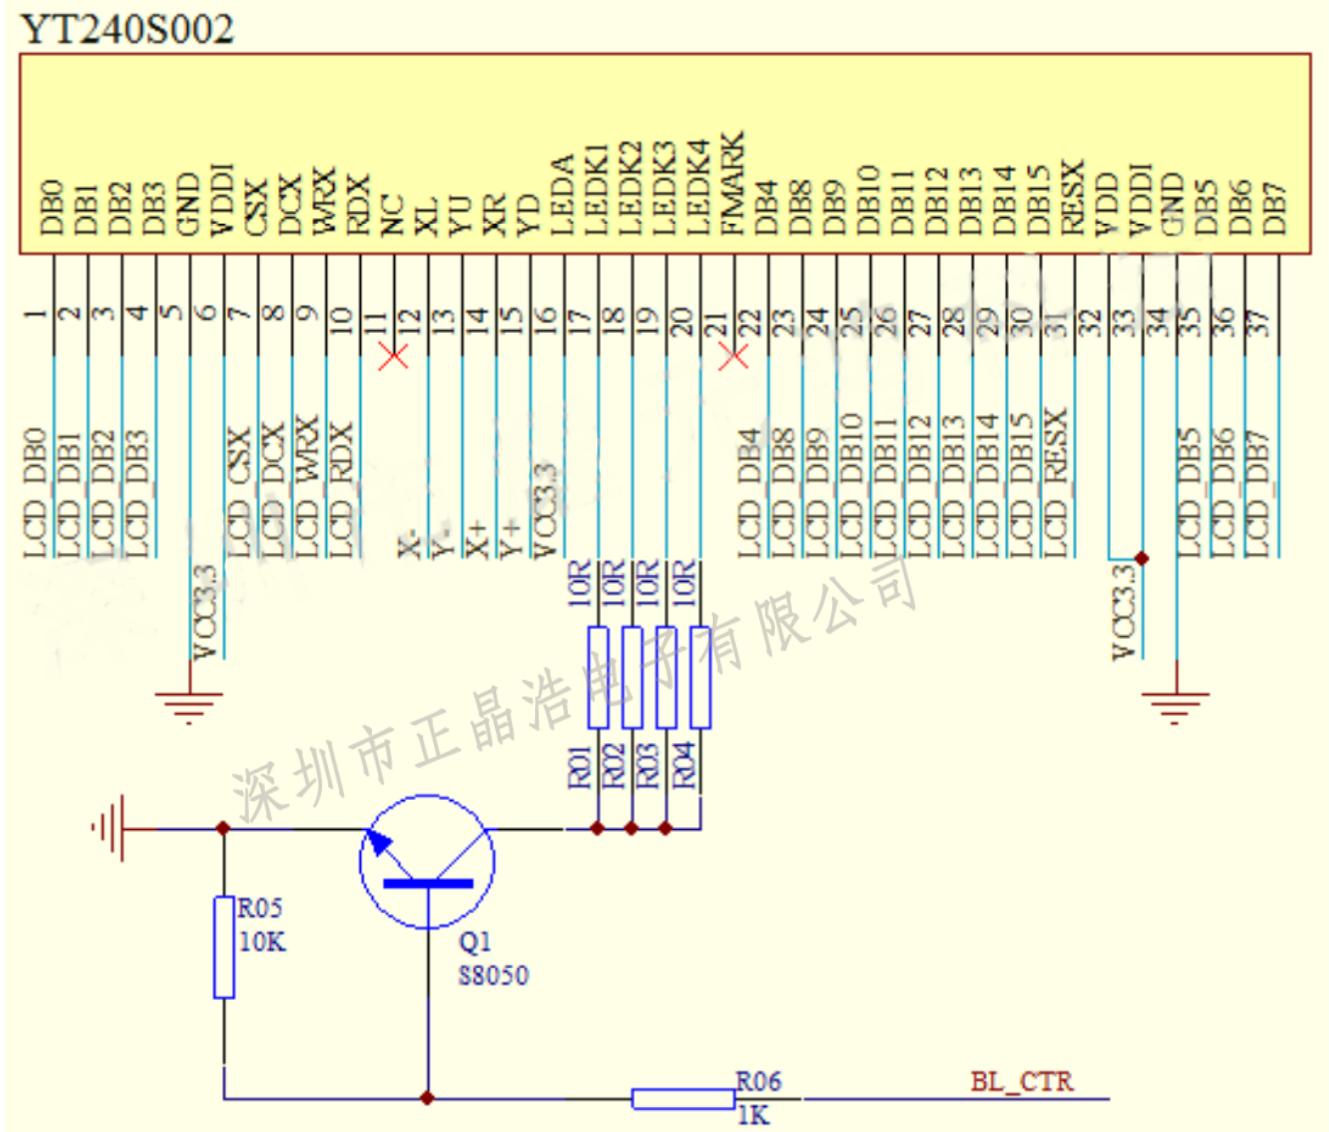 YT240S002
DB0 DB1 DB2 DB3 GND VDDI CSX DCX WRX RDX NC XL YU XR YD LEDA LEDK1 LEDK2 LEDK3 LEDK4 FMARK DB4 DB8 DB9 DB10 DB11 DB12 DB13 DB14 DB15 RESX VDD VDDI GND DB5 DB6 DB7
1 2 3 4 5 6 7 8 9 10 11 12 13 14 15 16 17 18 19 20 21 22 23 24 25 26 27 28 29 30 31 32 33 34 35 36 37
LCD_DB0 LCD_DB1 LCD_DB2 LCD_DB3 LCD_CSX LCD_DCX LCD_WRX LCD_RDX X- Y- X+ Y+ VCC3.3 LCD_DB4 LCD_DB8 LCD_DB9 LCD_DB10 LCD_DB11 LCD_DB12 LCD_DB13 LCD_DB14 LCD_DB15 LCD_RESX LCD_DB5 LCD_DB6 LCD_DB7
VCC3.3 10R 10R 10R 10R VCC3.3
深圳市正晶浩电子有限公司
R01 R02 R03 R04
R05
10K
Q1
S8050
R06
1K
BL_CTR